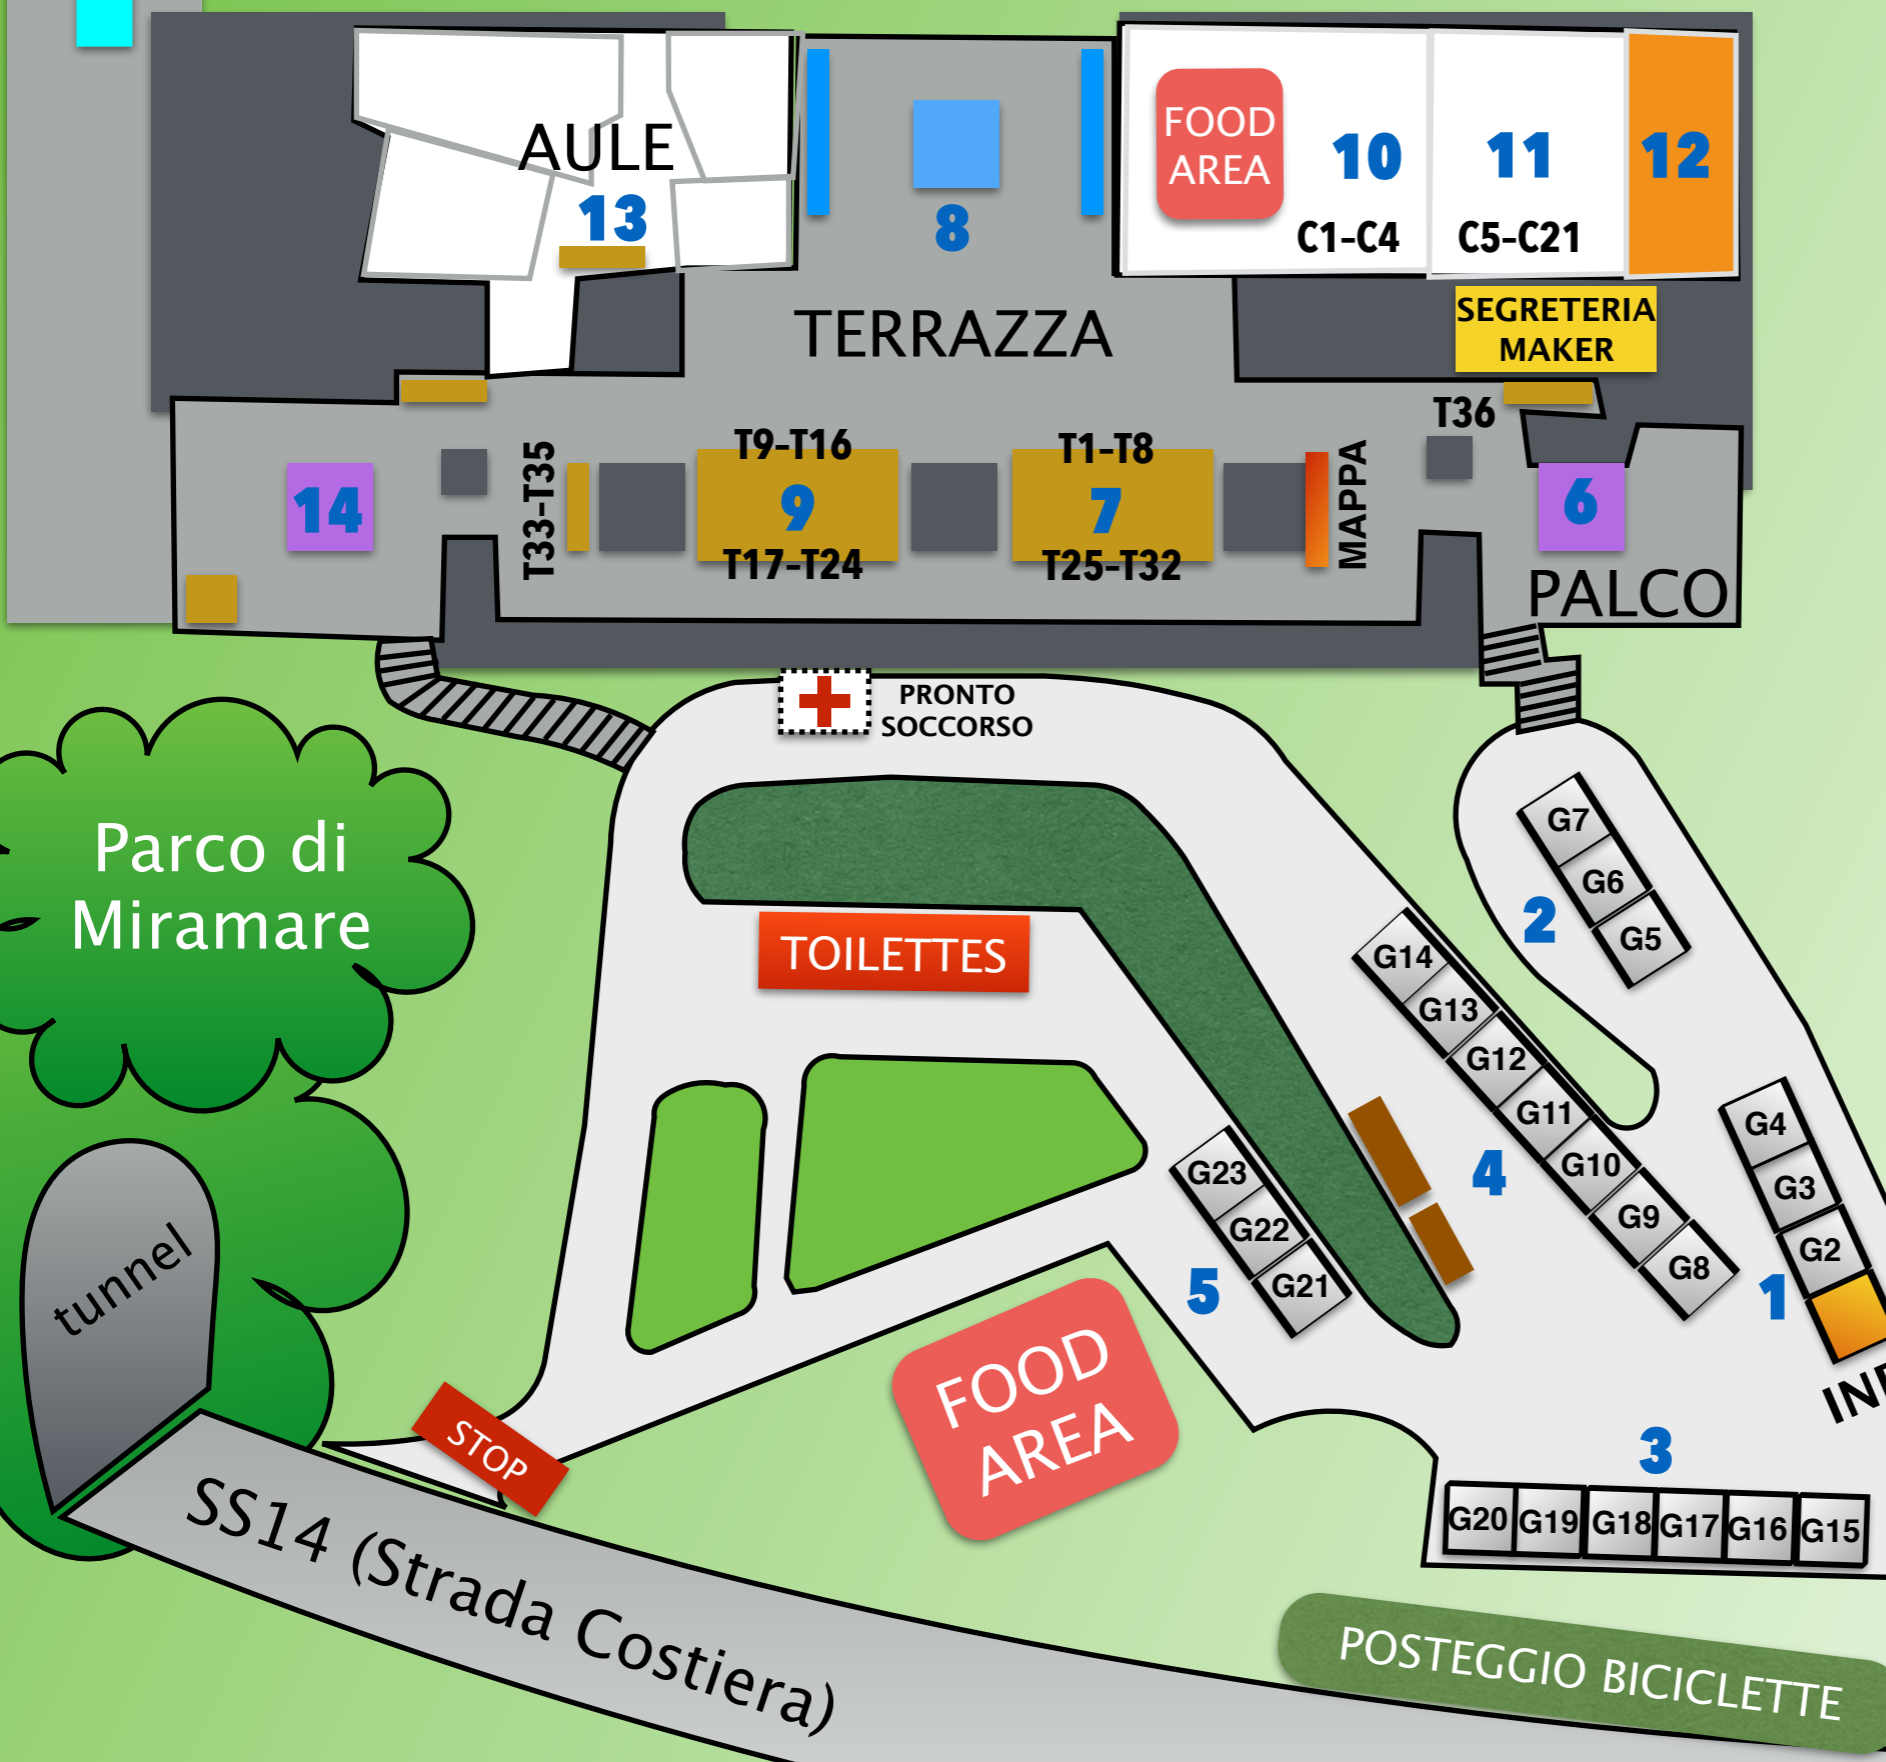 AULE
13
8
FOOD
AREA
10
11
12
C1-C4
C5-C21
TERRAZZA
SEGRETERIA
MAKER
T36
T9-T16
T1-T8
14
T33-T35
9
7
MAPPA
6
T17-T24
T25-T32
PALCO
PRONTO
SOCCORSO
Parco di
Miramare
TOILETTES
G7
G6
G5
2
G14
G13
G12
G11
G10
G9
G8
4
G4
G3
G2
1
G23
G22
G21
5
tunnel
FOOD
AREA
STOP
3
G20 G19 G18 G17 G16 G15
SS14 (Strada Costiera)
POSTEGGIO BICICLETTE